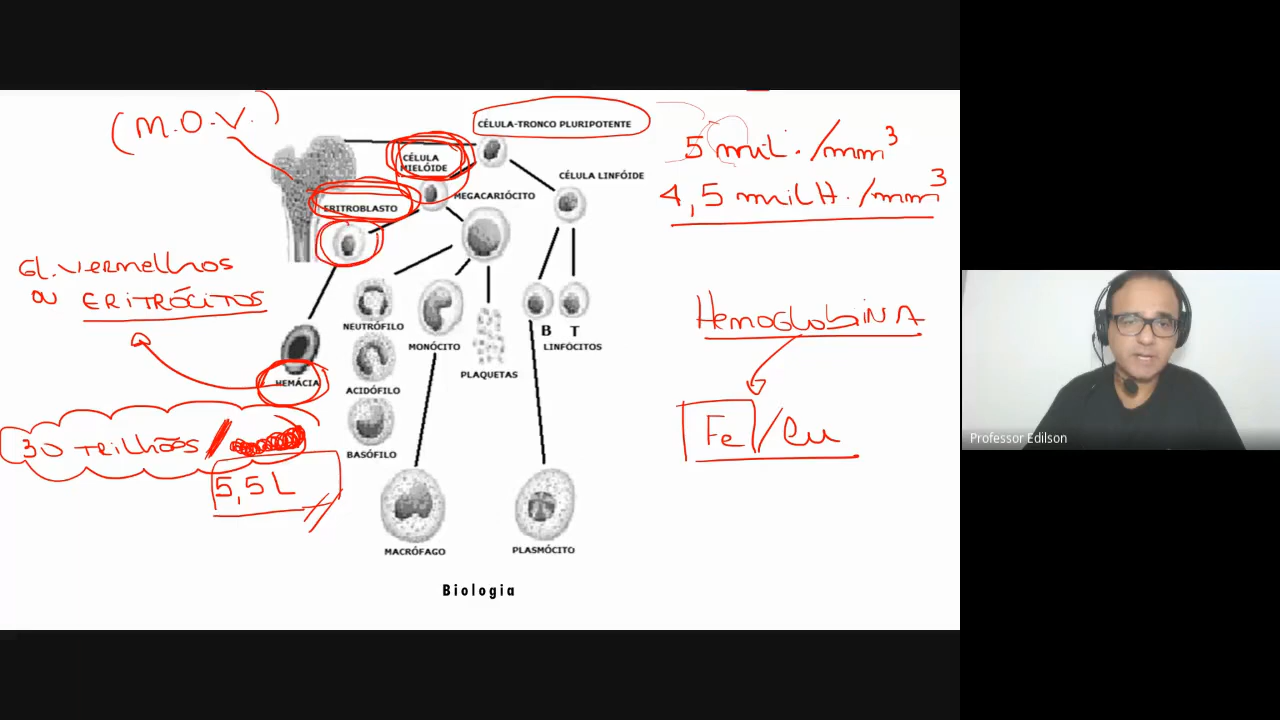 (M.O.V.)
CÉLULA-TRONCO PLURIPOTENTE
5 mil. /mm³
CÉLULA
MIELÓIDE
CÉLULA LINFÓIDE
4,5 milH. /mm³
MEGACARIÓCITO
ERITROBLASTO
Gl. vermelhos
ou ERITRÓCITOS
HemoGlobinA
NEUTRÓFILO
MONÓCITO
B T
LINFÓCITOS
PLAQUETAS
HEMÁCIA
ACIDÓFILO
Fe/Cu
30 TRILHÕES /
BASÓFILO
5,5 L
MACRÓFAGO
PLASMÓCITO
Biologia
Professor Edilson